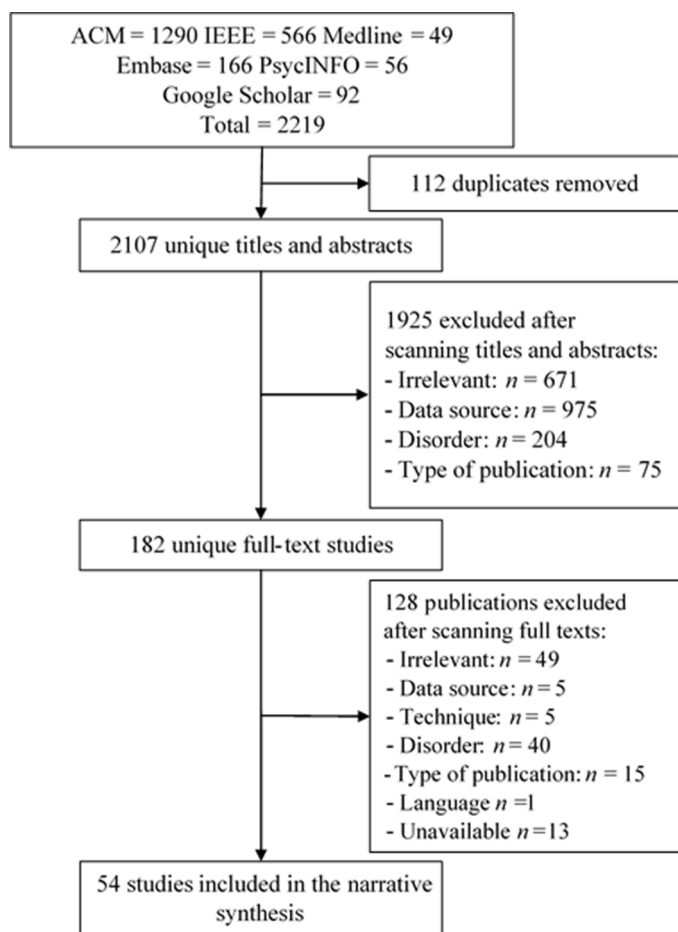 ACM = 1290 IEEE = 566 Medline = 49
Embase = 166 PsycINFO = 56
Google Scholar = 92
Total = 2219
112 duplicates removed
2107 unique titles and abstracts
1925 excluded after
scanning titles and abstracts:
- Irrelevant: n = 671
- Data source: n = 975
- Disorder: n = 204
- Type of publication: n = 75
182 unique full-text studies
128 publications excluded
after scanning full texts:
- Irrelevant: n = 49
- Data source: n = 5
- Technique: n = 5
- Disorder: n = 40
-Type of publication: n = 15
- Language n =1
- Unavailable n=13
54 studies included in the narrative
synthesis